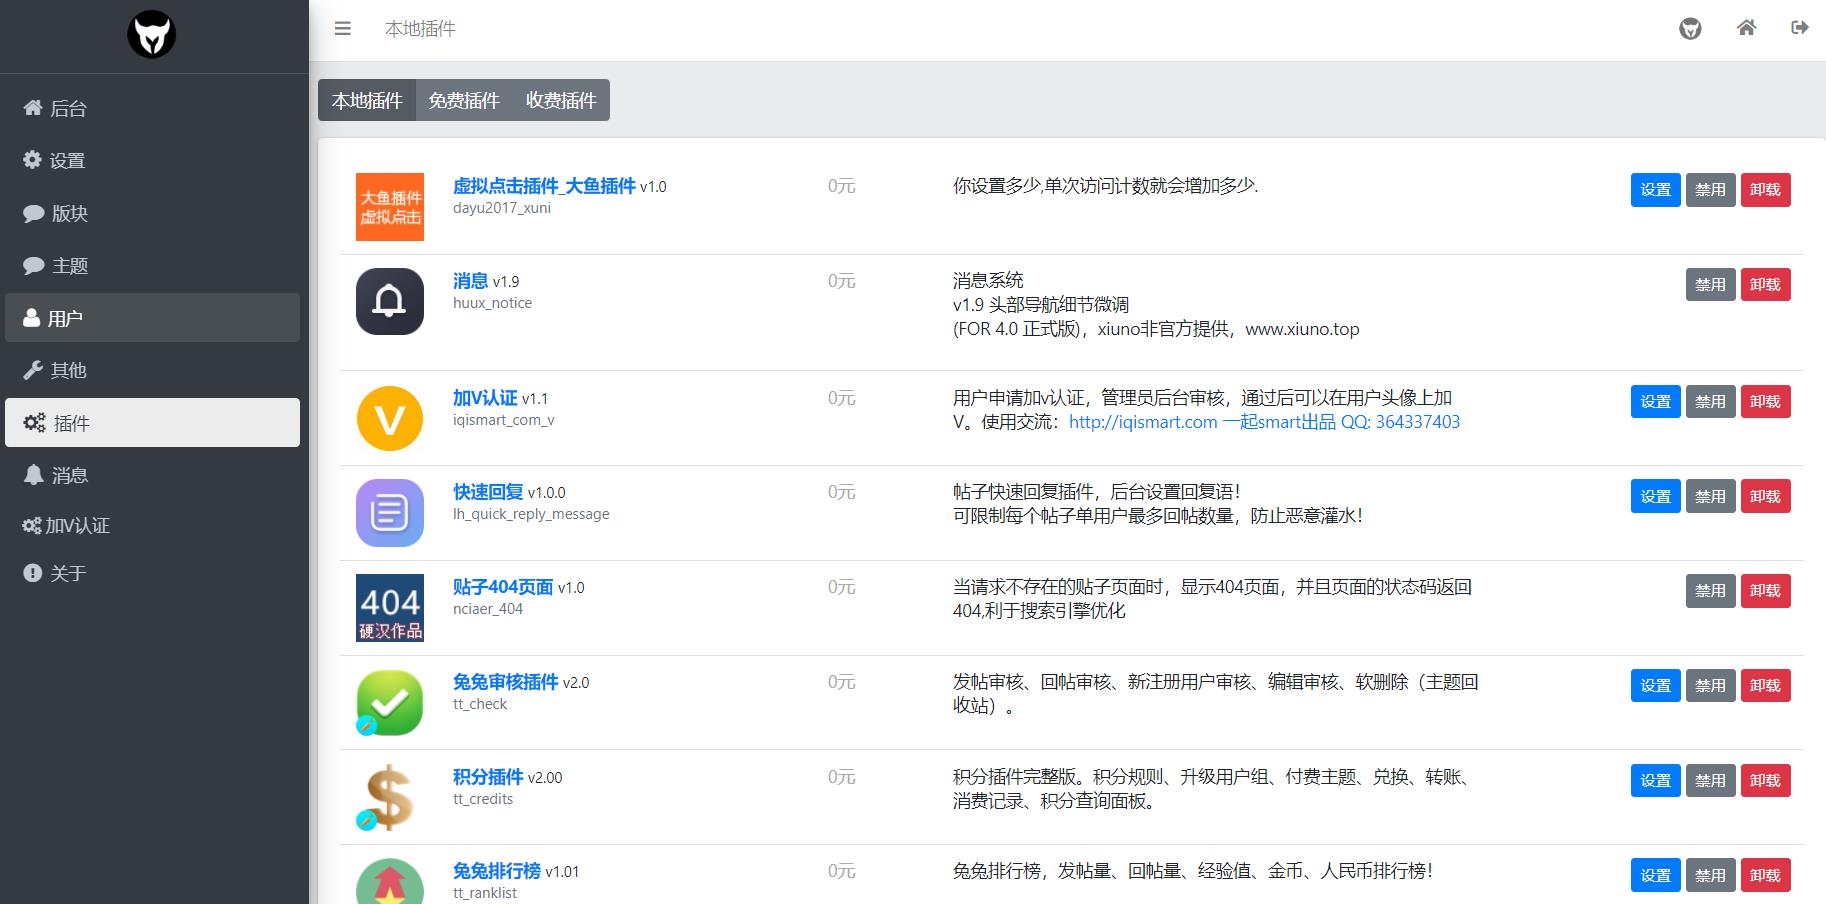 本地插件
后台
设置
版块
主题
用户
其他
插件
消息
加V认证
关于
本地插件 免费插件 收费插件
大鱼插件
虚拟点击
虚拟点击插件_大鱼插件 v1.0
dayu2017_xuni
0元
你设置多少,单次访问计数就会增加多少.
设置 禁用 卸载
消息 v1.9
huux_notice
0元
消息系统
v1.9 头部导航细节微调
(FOR 4.0 正式版)，xiuno非官方提供，www.xiuno.top
禁用 卸载
V
加V认证 v1.1
iqismart_com_v
0元
用户申请加v认证，管理员后台审核，通过后可以在用户头像上加
V。使用交流：http://iqismart.com 一起smart出品 QQ: 364337403
设置 禁用 卸载
快速回复 v1.0.0
lh_quick_reply_message
0元
帖子快速回复插件，后台设置回复语！
可限制每个帖子单用户最多回帖数量，防止恶意灌水！
设置 禁用 卸载
404
硬汉作品
贴子404页面 v1.0
nciaer_404
0元
当请求不存在的贴子页面时，显示404页面，并且页面的状态码返回
404,利于搜索引擎优化
禁用 卸载
兔兔审核插件 v2.0
tt_check
0元
发帖审核、回帖审核、新注册用户审核、编辑审核、软删除（主题回
收站）。
设置 禁用 卸载
$
积分插件 v2.00
tt_credits
0元
积分插件完整版。积分规则、升级用户组、付费主题、兑换、转账、
消费记录、积分查询面板。
设置 禁用 卸载
兔兔排行榜 v1.01
tt_ranklist
0元
兔兔排行榜，发帖量、回帖量、经验值、金币、人民币排行榜！
设置 禁用 卸载